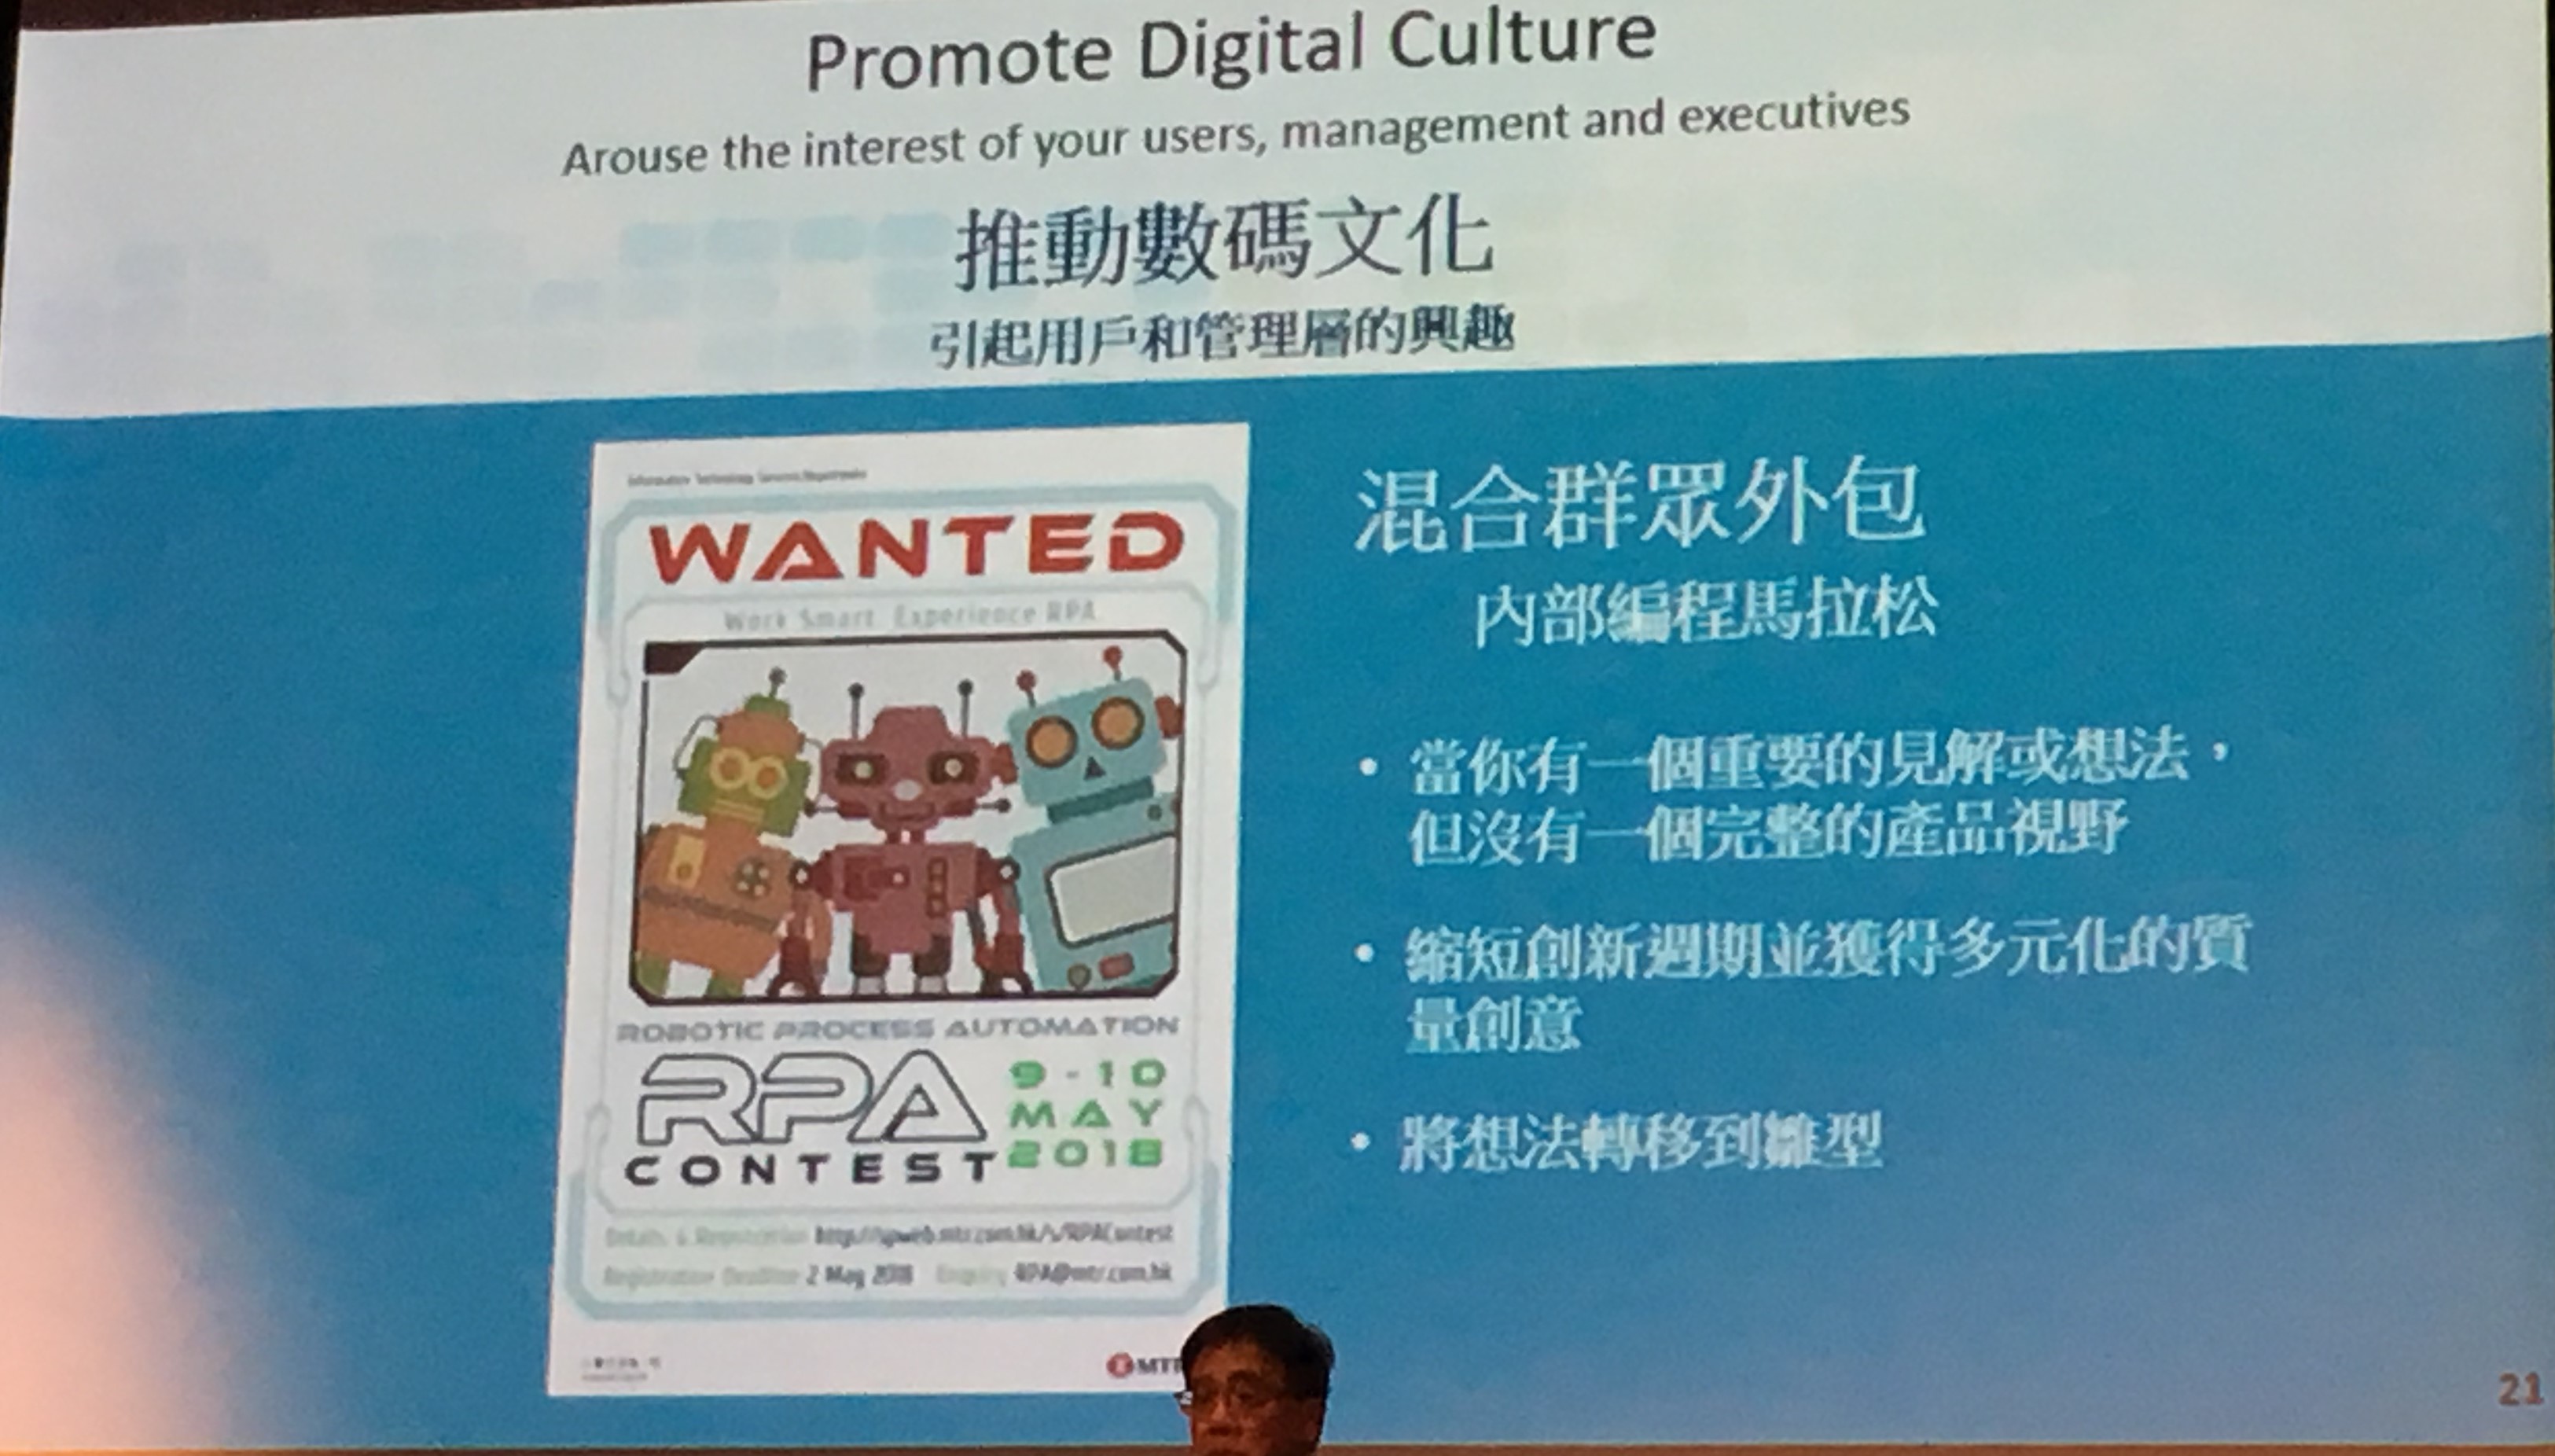 Promote Digital Culture
Arouse the interest of your users, management and executives
推動數碼文化
引起用戶和管理層的興趣
Information Technology Services Department
WANTED
Work Smart Experience RPA
ROBOTIC PROCESS AUTOMATION
RPA
CONTEST
9-10
MAY
2018
Details & Registration
Registration Deadline 2 May 2018 Enquiry RPA@mtr.com.hk
MTR
混合群眾外包
內部編程馬拉松
• 當你有一個重要的見解或想法，
但沒有一個完整的產品視野
• 縮短創新週期並獲得多元化的質
量創意
• 將想法轉移到雛型
21